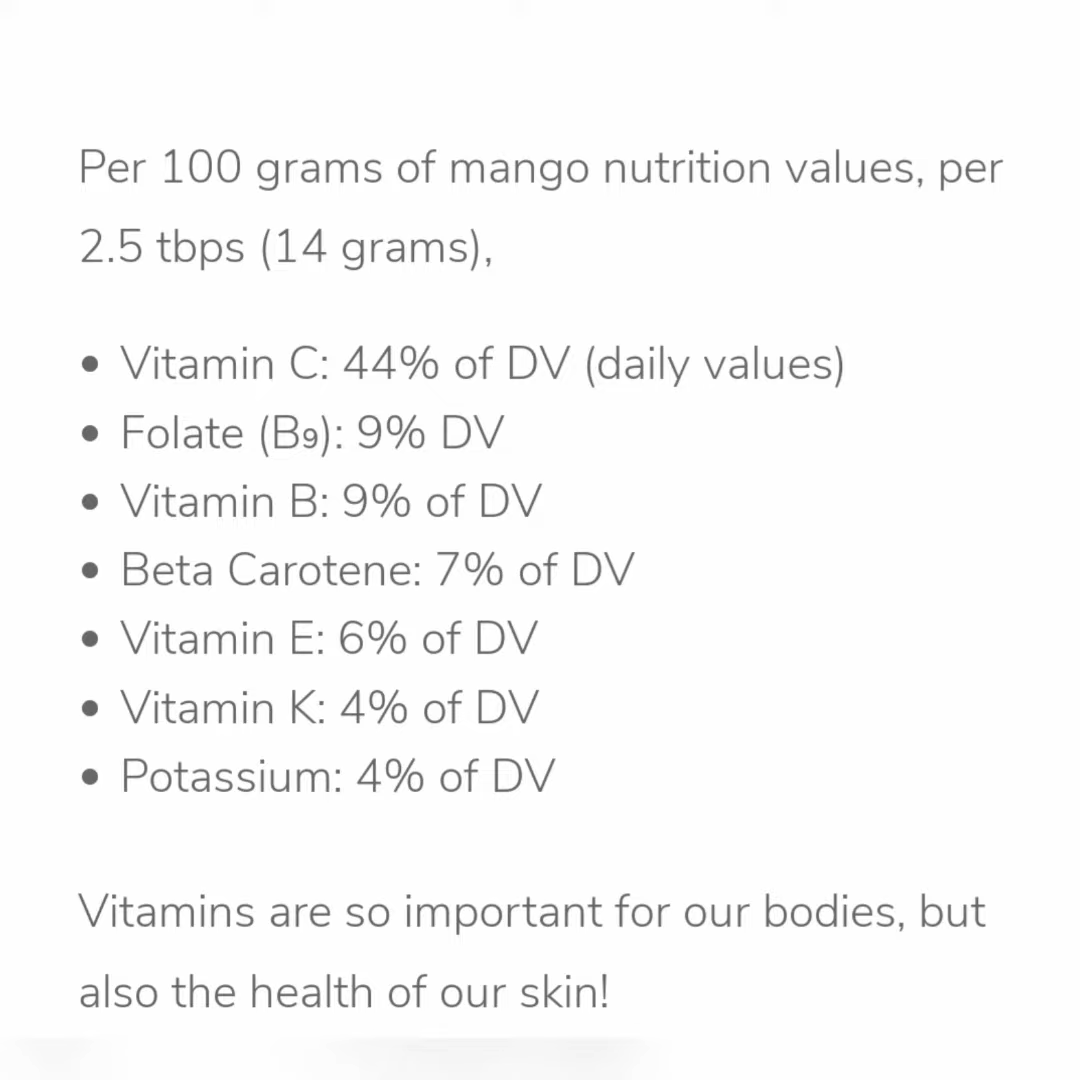 Per 100 grams of mango nutrition values, per
2.5 tbps (14 grams),
• Vitamin C: 44% of DV (daily values)
• Folate (B₉): 9% DV
• Vitamin B: 9% of DV
• Beta Carotene: 7% of DV
• Vitamin E: 6% of DV
• Vitamin K: 4% of DV
• Potassium: 4% of DV
Vitamins are so important for our bodies, but
also the health of our skin!